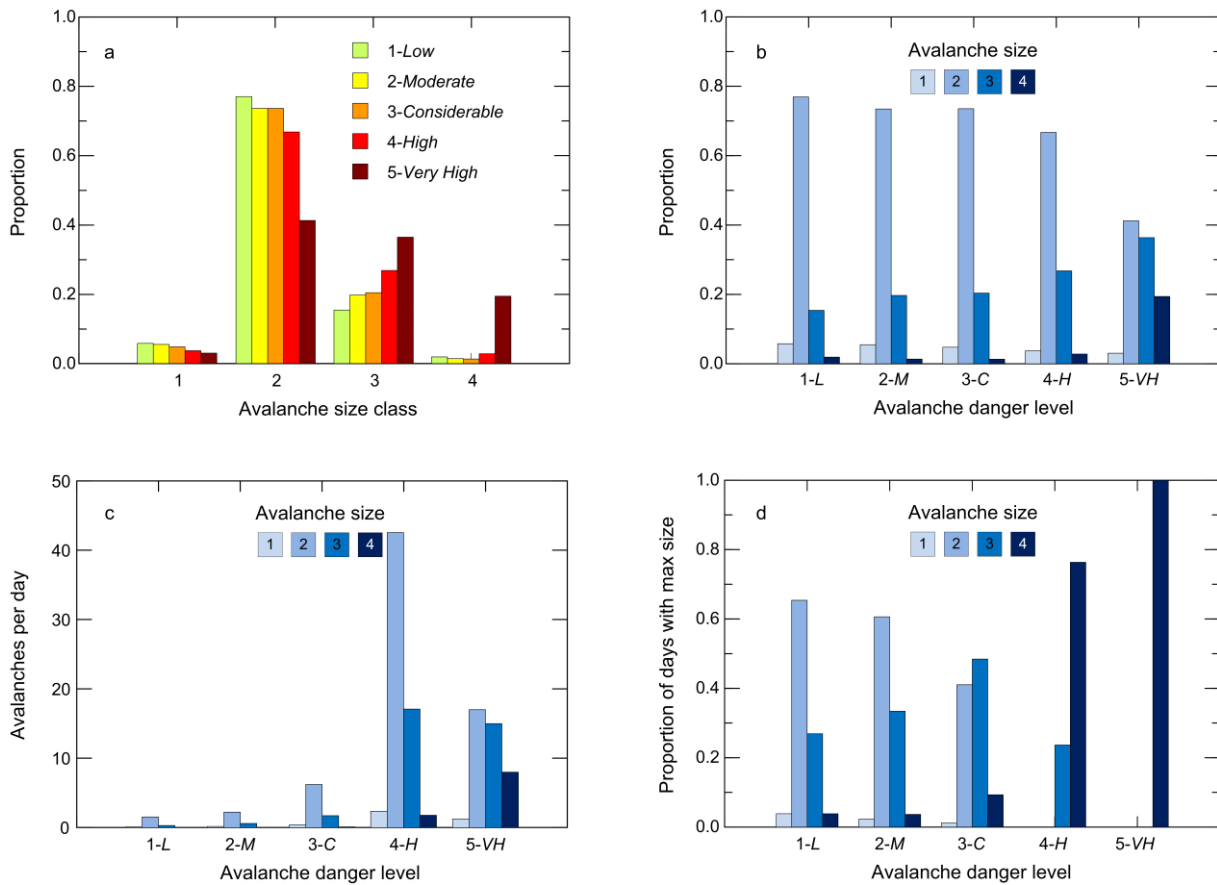 a
1-Low
2-Moderate
3-Considerable
4-High
5-Very High
1.0
0.8
0.6
0.4
0.2
0.0
Proportion
1 2 3 4
Avalanche size class
b
Avalanche size
1 2 3 4
1.0
0.8
0.6
0.4
0.2
0.0
Proportion
1-L 2-M 3-C 4-H 5-VH
Avalanche danger level
c
Avalanche size
1 2 3 4
50
40
30
20
10
0
Avalanches per day
1-L 2-M 3-C 4-H 5-VH
Avalanche danger level
d
Avalanche size
1 2 3 4
1.0
0.8
0.6
0.4
0.2
0.0
Proportion of days with max size
1-L 2-M 3-C 4-H 5-VH
Avalanche danger level